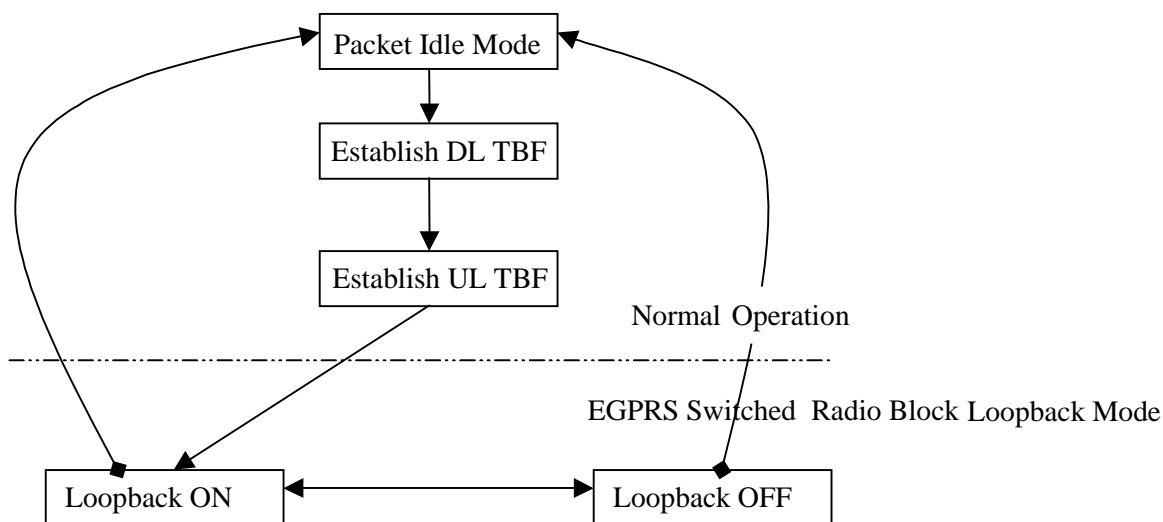 Packet Idle Mode
Establish DL TBF
Establish UL TBF
Normal Operation
EGPRS Switched Radio Block Loopback Mode
Loopback ON
Loopback OFF